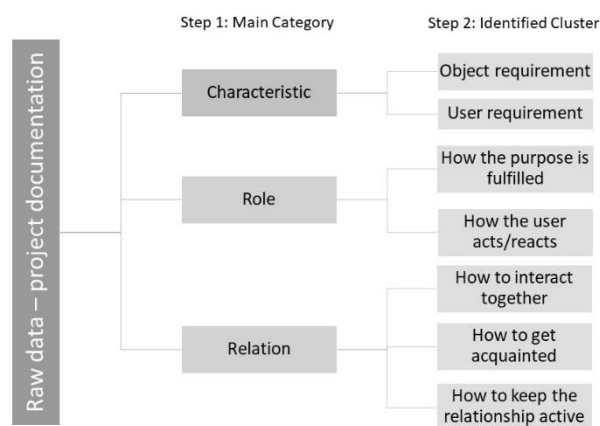 Step 1: Main Category
Step 2: Identified Cluster
Raw data – project documentation
Characteristic
Object requirement
User requirement
Role
How the purpose is
fulfilled
How the user
acts/reacts
Relation
How to interact
together
How to get
acquainted
How to keep the
relationship active